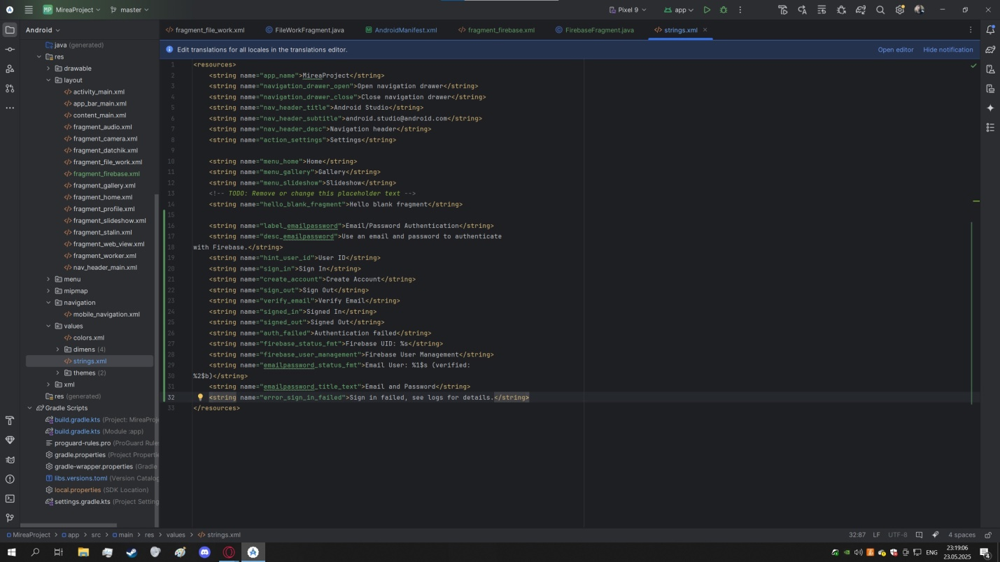 MP MireaProject master Pixel 9 app
Android
fragment_file_work.xml FileWorkFragment.java AndroidManifest.xml fragment_firebase.xml FirebaseFragment.java strings.xml
Edit translations for all locales in the translations editor. Open editor Hide notification
java (generated)
res
drawable
layout
activity_main.xml
app_bar_main.xml
content_main.xml
fragment_audio.xml
fragment_camera.xml
fragment_datchik.xml
fragment_file_work.xml
fragment_firebase.xml
fragment_gallery.xml
fragment_home.xml
fragment_profile.xml
fragment_slideshow.xml
fragment_stalin.xml
fragment_web_view.xml
fragment_worker.xml
nav_header_main.xml
menu
mipmap
navigation
mobile_navigation.xml
values
colors.xml
dimens (4)
strings.xml
themes (2)
xml
res (generated)
Gradle Scripts
build.gradle.kts (Project: MireaProje
build.gradle.kts (Module :app)
proguard-rules.pro (ProGuard Rule
gradle.properties (Project Properti
gradle-wrapper.properties (Gradle
libs.versions.toml (Version Catalog
local.properties (SDK Location)
settings.gradle.kts (Project Setting
1 <resources>
2 <string name="app_name">MireaProject</string>
3 <string name="navigation_drawer_open">Open navigation drawer</string>
4 <string name="navigation_drawer_close">Close navigation drawer</string>
5 <string name="nav_header_title">Android Studio</string>
6 <string name="nav_header_subtitle">android.studio@android.com</string>
7 <string name="nav_header_desc">Navigation header</string>
8 <string name="action_settings">Settings</string>
9
10 <string name="menu_home">Home</string>
11 <string name="menu_gallery">Gallery</string>
12 <string name="menu_slideshow">Slideshow</string>
13 <!-- TODO: Remove or change this placeholder text -->
14 <string name="hello_blank_fragment">Hello blank fragment</string>
15
16 <string name="label_emailpassword">Email/Password Authentication</string>
17 <string name="desc_emailpassword">Use an email and password to authenticate
18 with Firebase.</string>
19 <string name="hint_user_id">User ID</string>
20 <string name="sign_in">Sign In</string>
21 <string name="create_account">Create Account</string>
22 <string name="sign_out">Sign Out</string>
23 <string name="verify_email">Verify Email</string>
24 <string name="signed_in">Signed In</string>
25 <string name="signed_out">Signed Out</string>
26 <string name="auth_failed">Authentication failed</string>
27 <string name="firebase_status_fmt">Firebase UID: %s</string>
28 <string name="firebase_user_management">Firebase User Management</string>
29 <string name="emailpassword_status_fmt">Email User: %1$s (verified:
30 %2$b)</string>
31 <string name="emailpassword_title_text">Email and Password</string>
32 <string name="error_sign_in_failed">Sign in failed, see logs for details.</string>
33 </resources>
MireaProject > app > src > main > res > values > strings.xml 32:87 LF UTF-8 4 spaces
ENG 23:19:06
23.05.2025
4